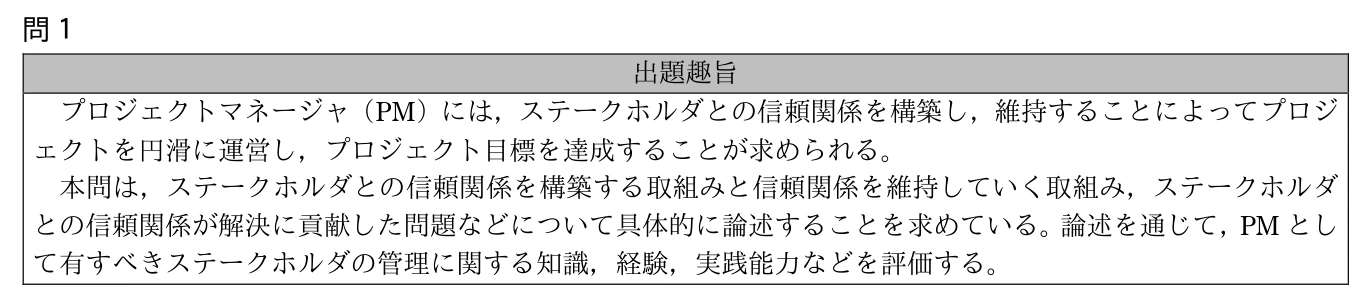 問 1
出題趣旨
プロジェクトマネージャ（PM）には，ステークホルダとの信頼関係を構築し，維持することによってプロジ
ェクトを円滑に運営し，プロジェクト目標を達成することが求められる。
本問は，ステークホルダとの信頼関係を構築する取組みと信頼関係を維持していく取組み，ステークホルダ
との信頼関係が解決に貢献した問題などについて具体的に論述することを求めている。論述を通じて，PM とし
て有すべきステークホルダの管理に関する知識，経験，実践能力などを評価する。